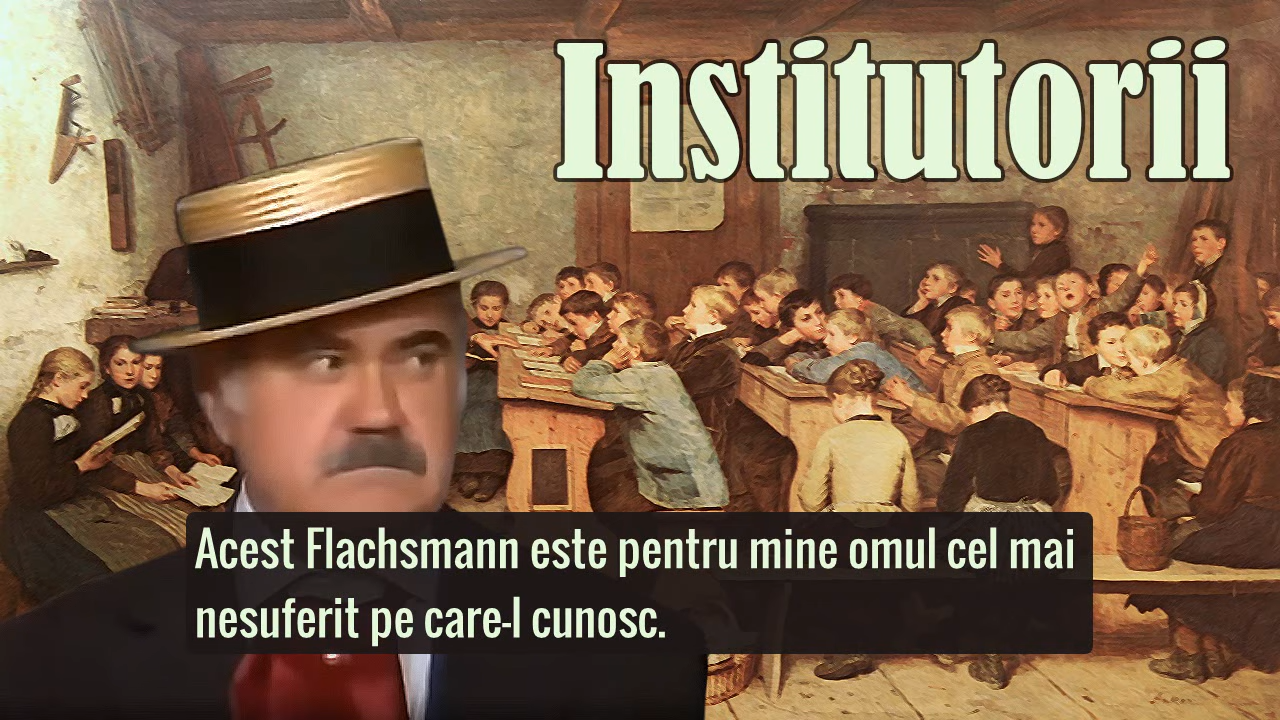 Institutorii
Acest Flachsmann este pentru mine omul cel mai
nesuferit pe care-l cunosc.